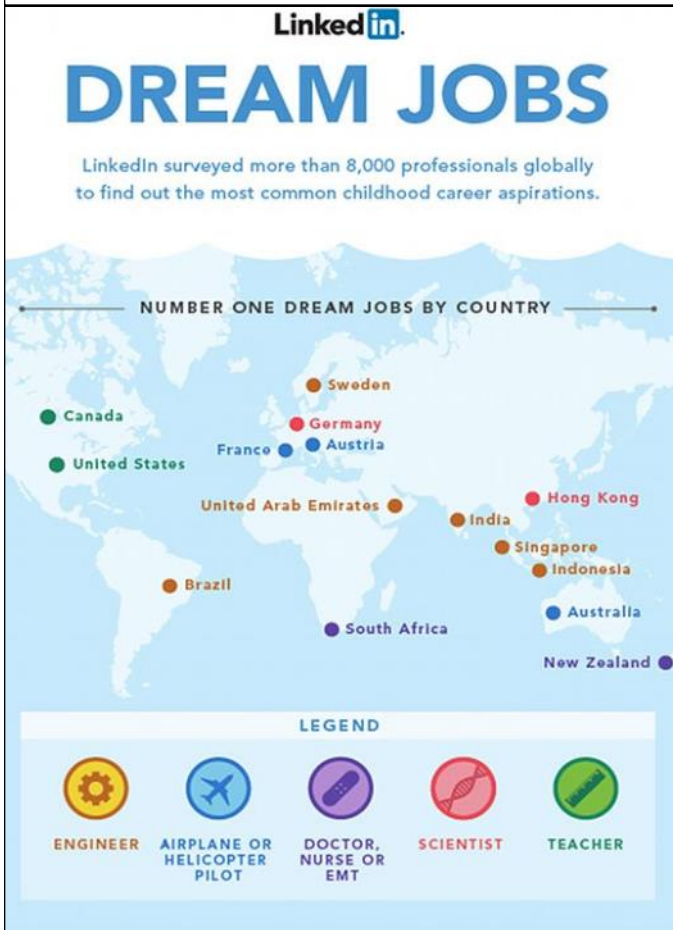 Linked in.
DREAM JOBS
LinkedIn surveyed more than 8,000 professionals globally
to find out the most common childhood career aspirations.
NUMBER ONE DREAM JOBS BY COUNTRY
Sweden
Canada
Germany
France
Austria
United States
Hong Kong
United Arab Emirates
India
Singapore
Indonesia
Brazil
Australia
South Africa
New Zealand
LEGEND
ENGINEER
AIRPLANE OR
HELICOPTER
PILOT
DOCTOR,
NURSE OR
EMT
SCIENTIST
TEACHER